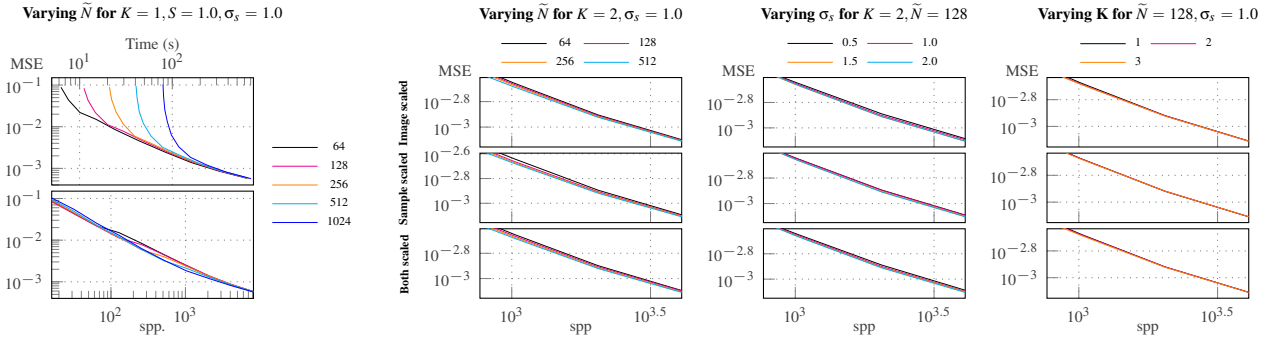 Varying Ñ for K = 1, S = 1.0, σs = 1.0
Time (s)
10^1 10^2
MSE
10^−1
10^−2
10^−3
10^−1
10^−2
10^−3
10^2 10^3
spp.
64
128
256
512
1024
Varying Ñ for K = 2, σs = 1.0
64 128
256 512
MSE
Image scaled
10^−2.8
10^−3
Sample scaled
10^−2.6
10^−2.8
10^−3
Both scaled
10^−2.8
10^−3
10^3 10^3.5
spp
Varying σs for K = 2, Ñ = 128
0.5 1.0
1.5 2.0
MSE
10^−2.8
10^−3
10^−2.8
10^−3
10^−2.8
10^−3
10^3 10^3.5
spp
Varying K for Ñ = 128, σs = 1.0
1 2
3
MSE
10^−2.8
10^−3
10^−2.8
10^−3
10^−2.8
10^−3
10^3 10^3.5
spp